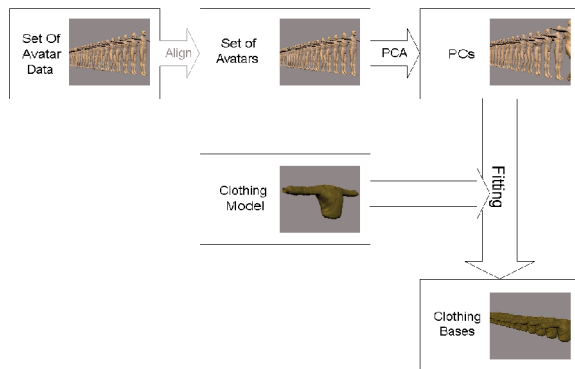 Set Of
Avatar
Data
Align
Set of
Avatars
PCA
PCs
Clothing
Model
Fitting
Clothing
Bases